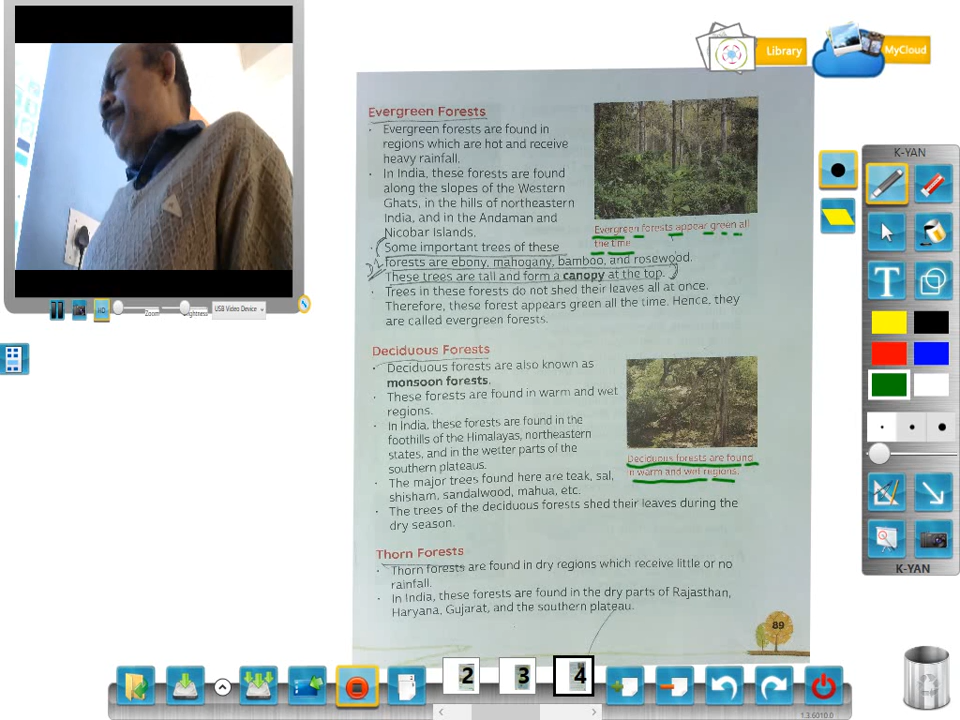 Library
MyCloud
Evergreen Forests
• Evergreen forests are found in
regions which are hot and receive
heavy rainfall.
• In India, these forests are found
along the slopes of the Western
Ghats, in the hills of northeastern
India, and in the Andaman and
Nicobar Islands.
Evergreen forests appear green all
the time
• Some important trees of these
forests are ebony, mahogany, bamboo, and rosewood.
These trees are tall and form a canopy at the top.
• Trees in these forests do not shed their leaves all at once.
Therefore, these forest appears green all the time. Hence, they
are called evergreen forests.
Deciduous Forests
• Deciduous forests are also known as
monsoon forests.
• These forests are found in warm and wet
regions.
• In India, these forests are found in the
foothills of the Himalayas, northeastern
states, and in the wetter parts of the
southern plateaus.
Deciduous forests are found
in warm and wet regions.
• The major trees found here are teak, sal,
shisham, sandalwood, mahua, etc.
• The trees of the deciduous forests shed their leaves during the
dry season.
Thorn Forests
• Thorn forests are found in dry regions which receive little or no
rainfall.
• In India, these forests are found in the dry parts of Rajasthan,
Haryana, Gujarat, and the southern plateau.
89
HD
Zoom
Brightness
USB Video Device
K-YAN
T
K-YAN
2
3
4
1.3.6010.0